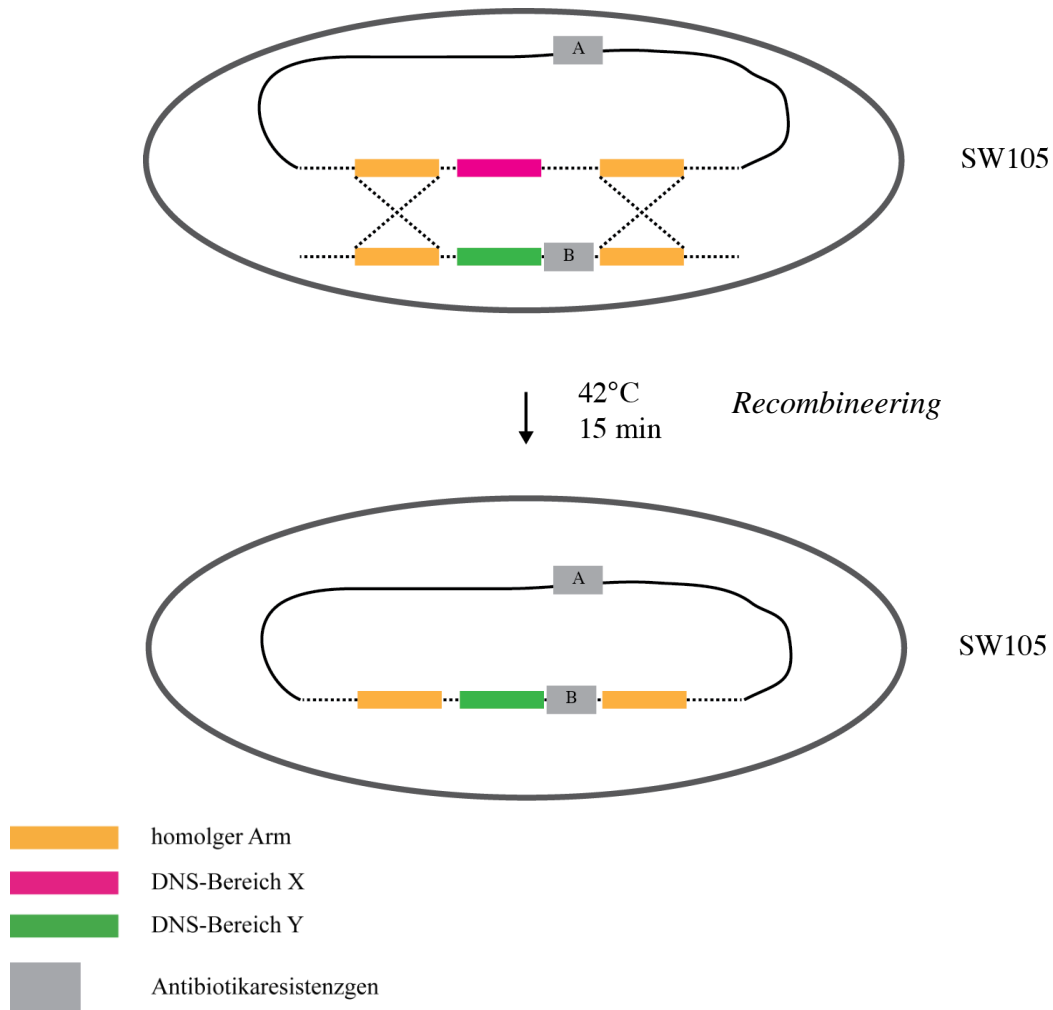 A
SW105
B
42°C
15 min
Recombineering
A
SW105
B
homolger Arm
DNS-Bereich X
DNS-Bereich Y
Antibiotikaresistenzgen